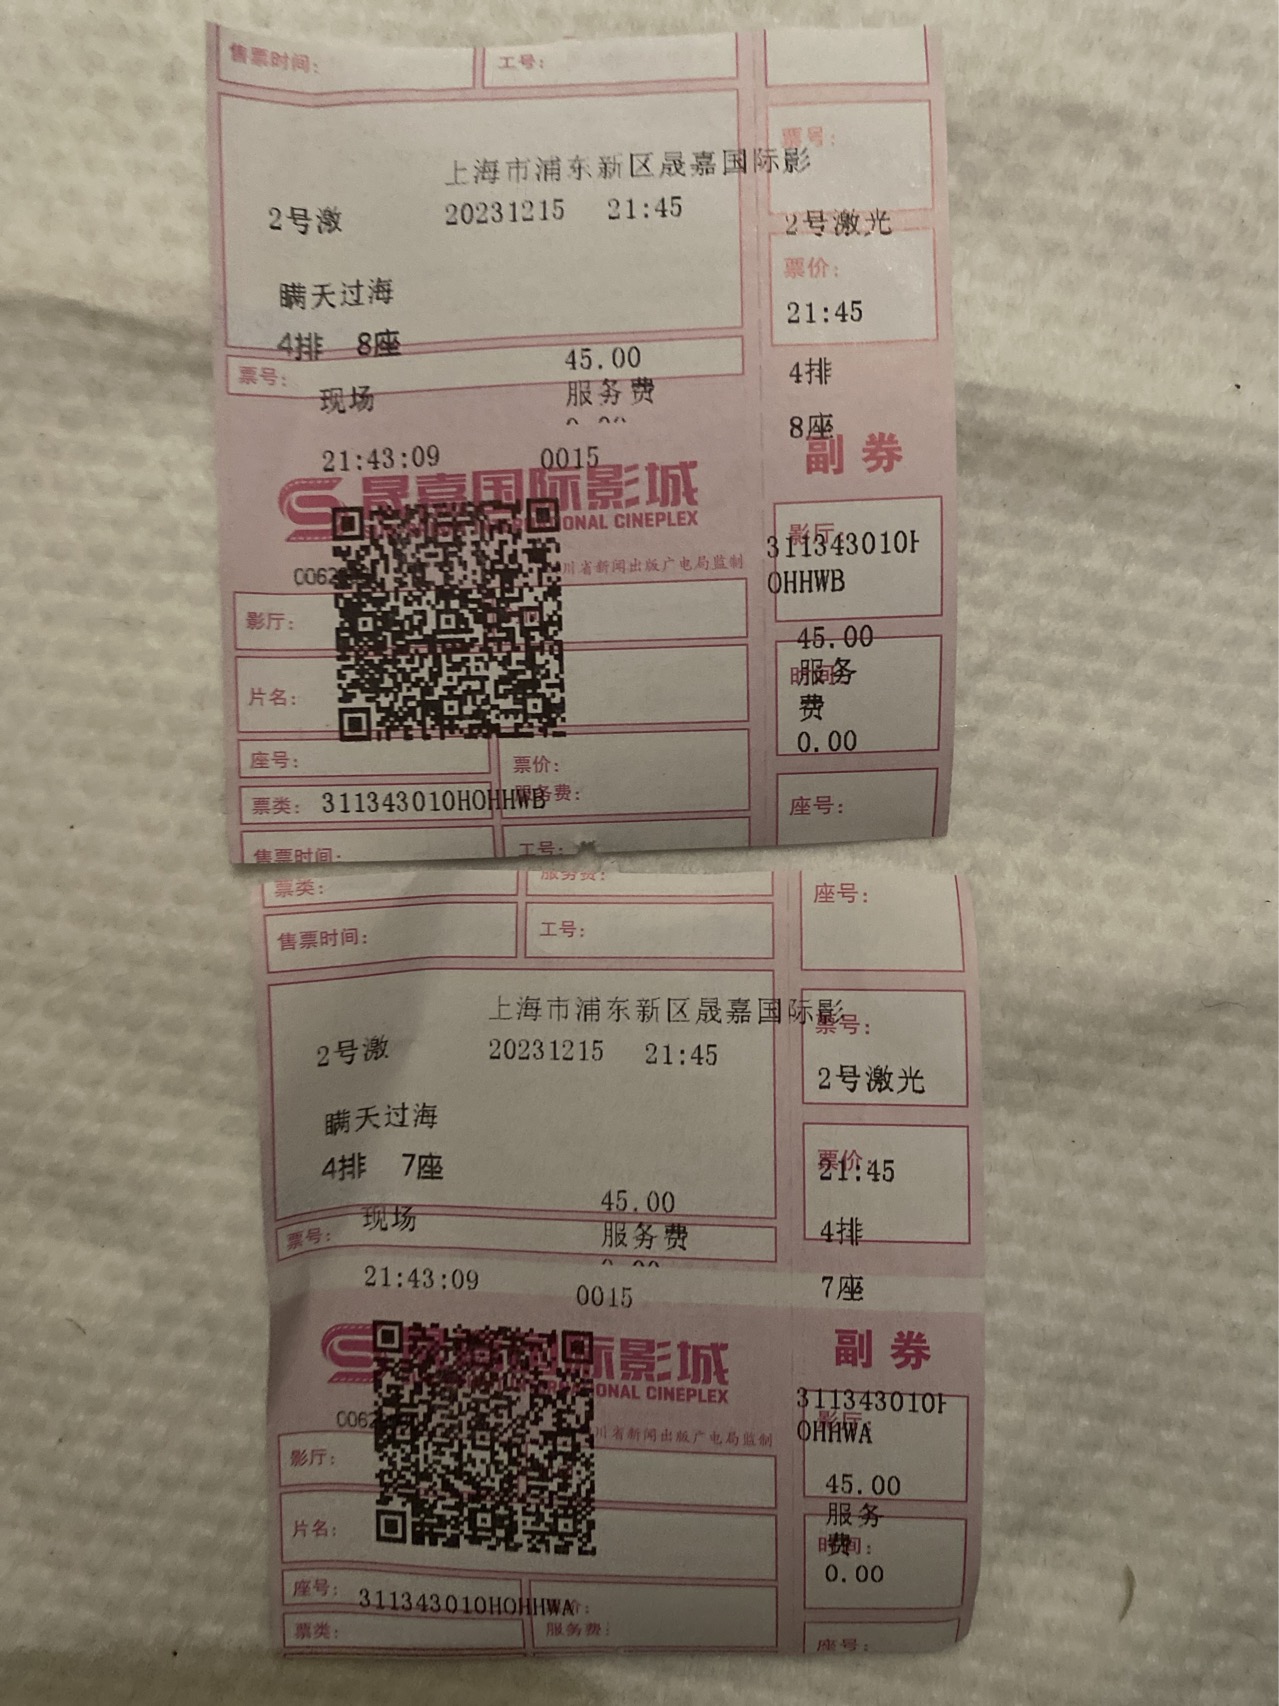 售票时间：
工号：
上海市浦东新区晟嘉国际影
2号激
20231215 21:45
瞒天过海
4排 8座
45.00
票号：
现场
服务费
21:43:09
0015
晟嘉国际影城
ONAL CINEPLEX
川省新闻出版广电局监制
影厅：
片名：
座号：
票价：
票类：
311343010HOHHWB
服务费：
售票时间：
工号：
票号：
2号激光
票价：
21:45
4排
8座
副券
影厅：
311343010H
OHHWB
45.00
服务
时间：
费
0.00
座号：
票类：
服务费：
售票时间：
工号：
上海市浦东新区晟嘉国际影
2号激
20231215 21:45
瞒天过海
4排 7座
45.00
现场
票号：
服务费
21:43:09
0015
国际影城
ONAL CINEPLEX
川省新闻出版广电局监制
影厅：
片名：
座号：
311343010HOHHWA
票类：
服务费：
座号：
票号：
2号激光
票价：
21:45
4排
7座
副券
311343010H
影厅：
OHHWA
45.00
服务
费
时间：
0.00
座号：